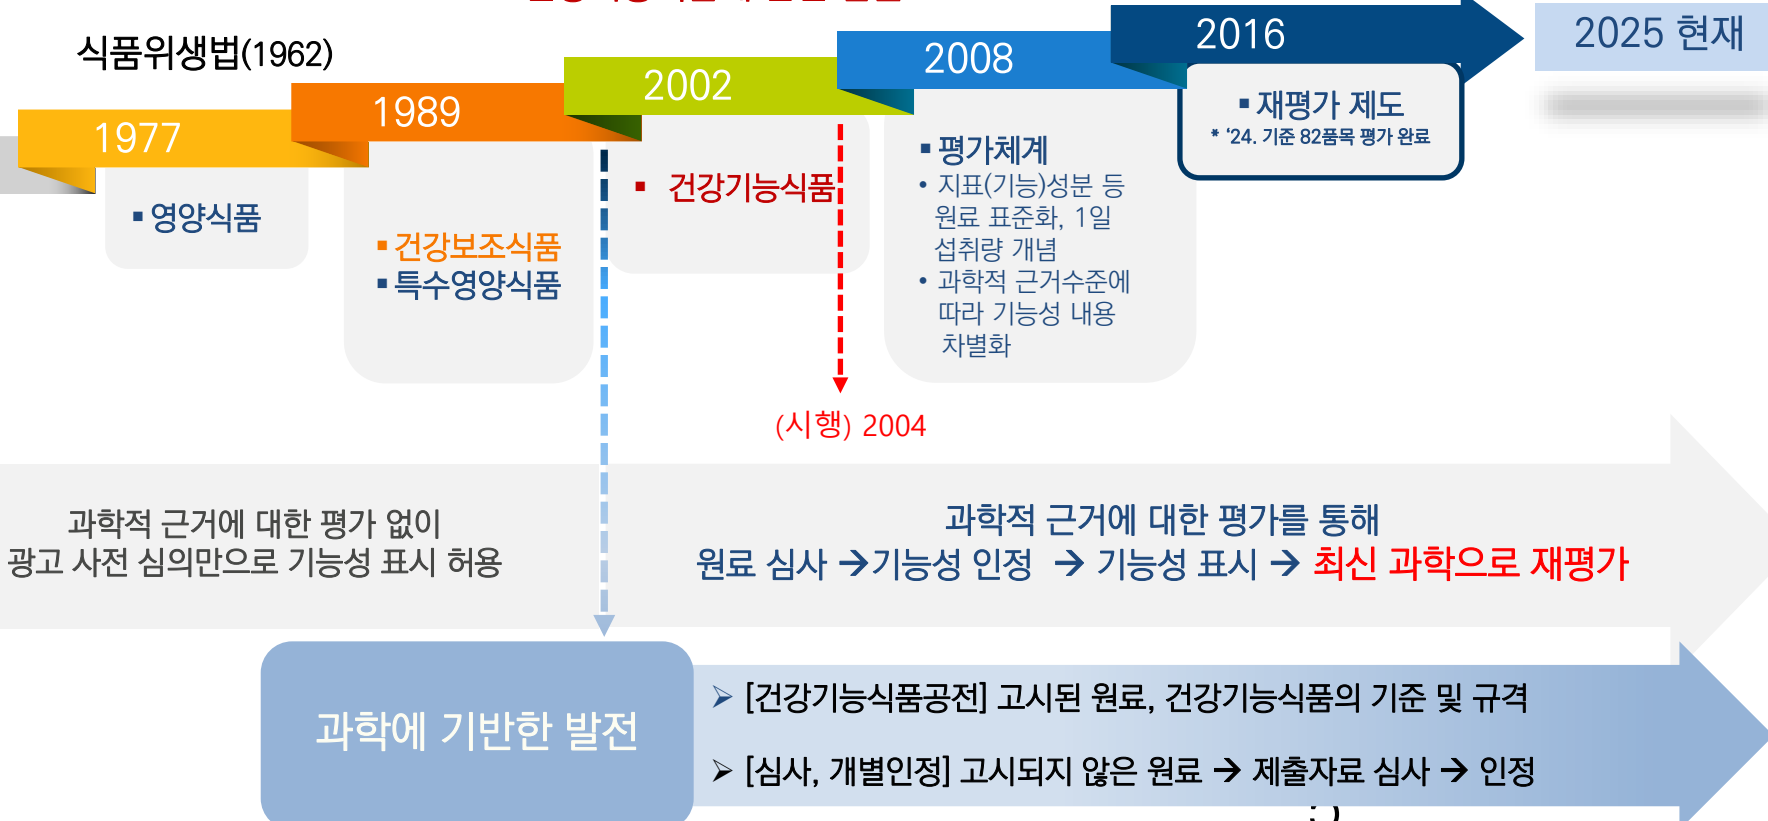 식품위생법(1962)
1977
▪ 영양식품
1989
▪ 건강보조식품
▪ 특수영양식품
2002
▪ 건강기능식품
(시행) 2004
2008
▪ 평가체계
• 지표(기능)성분 등
원료 표준화, 1일
섭취량 개념
• 과학적 근거수준에
따라 기능성 내용
차별화
2016
▪ 재평가 제도
* ‘24. 기준 82품목 평가 완료
2025 현재
과학적 근거에 대한 평가 없이
광고 사전 심의만으로 기능성 표시 허용
과학적 근거에 대한 평가를 통해
원료 심사 →기능성 인정 → 기능성 표시 → 최신 과학으로 재평가
과학에 기반한 발전
➢ [건강기능식품공전] 고시된 원료, 건강기능식품의 기준 및 규격
➢ [심사, 개별인정] 고시되지 않은 원료 → 제출자료 심사 → 인정